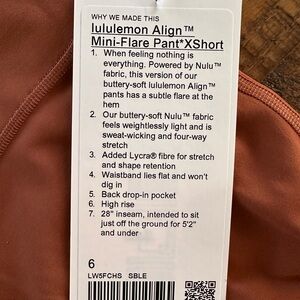 WHY WE MADE THIS
lululemon Align™
Mini-Flare Pant*XShort
1. When feeling nothing is
everything. Powered by Nulu™
fabric, this version of our
buttery-soft lululemon Align™
pants has a subtle flare at the
hem
2. Our buttery-soft Nulu™ fabric
feels weightlessly light and is
sweat-wicking and four-way
stretch
3. Added Lycra® fibre for stretch
and shape retention
4. Waistband lies flat and won't
dig in
5. Back drop-in pocket
6. High rise
7. 28" inseam, intended to sit
just off the ground for 5'2"
and under
6
LW5FCHS SBLE